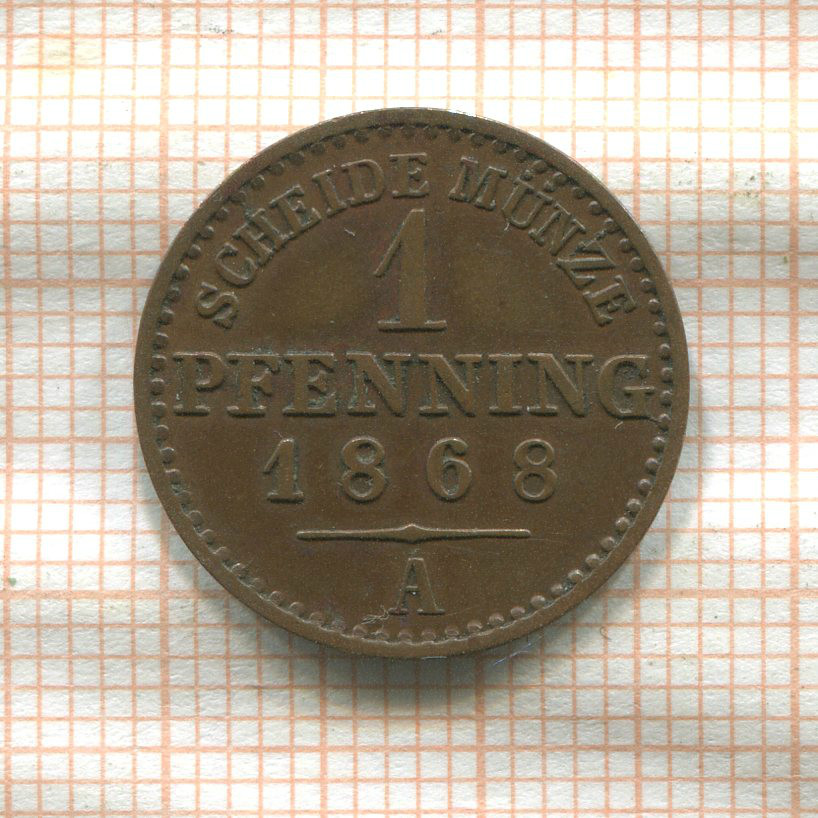 SCHEIDE MÜNZE
1
PFENNING
1868
A